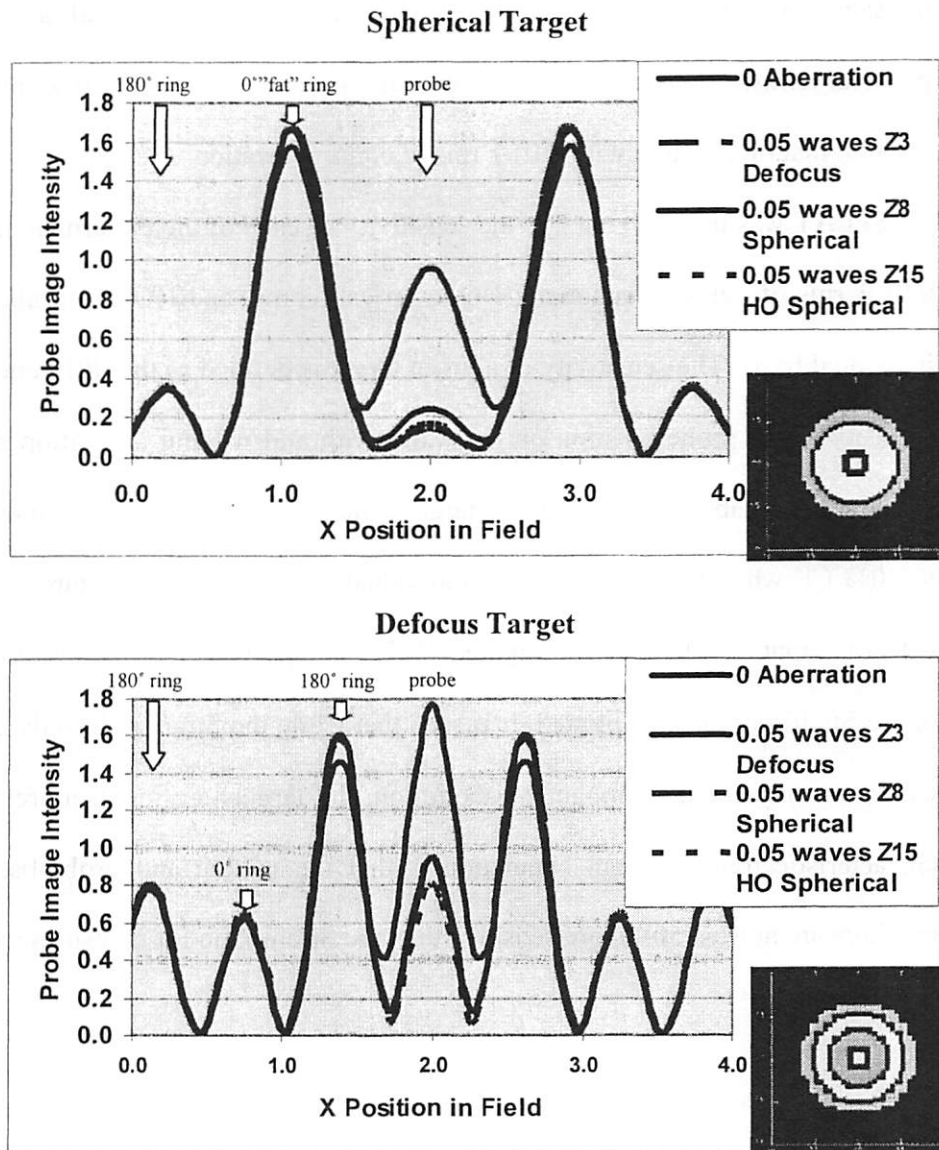 Spherical Target
180° ring
0°"fat" ring
probe
0 Aberration
0.05 waves Z3
Defocus
0.05 waves Z8
Spherical
0.05 waves Z15
HO Spherical
Probe Image Intensity
1.8
1.6
1.4
1.2
1.0
0.8
0.6
0.4
0.2
0.0
0.0
1.0
2.0
3.0
4.0
X Position in Field
Defocus Target
180° ring
180° ring
probe
0° ring
0 Aberration
0.05 waves Z3
Defocus
0.05 waves Z8
Spherical
0.05 waves Z15
HO Spherical
Probe Image Intensity
1.8
1.6
1.4
1.2
1.0
0.8
0.6
0.4
0.2
0.0
0.0
1.0
2.0
3.0
4.0
X Position in Field